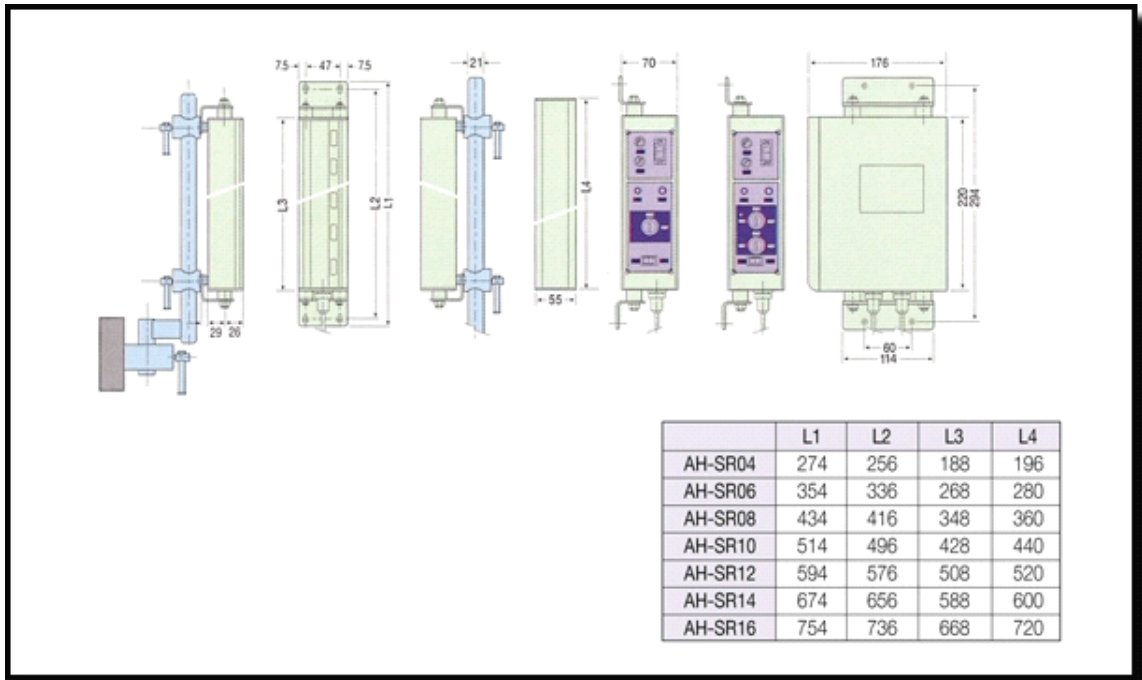 7.5 47 7.5
21
70
176
L3
L2
L1
L4
220
294
29 26
55
60
114
L1 L2 L3 L4
AH-SR04 274 256 188 196
AH-SR06 354 336 268 280
AH-SR08 434 416 348 360
AH-SR10 514 496 428 440
AH-SR12 594 576 508 520
AH-SR14 674 656 588 600
AH-SR16 754 736 668 720